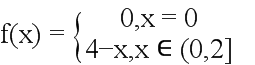 f(x) = { 0,x = 0
4−x,x ∈ (0,2]